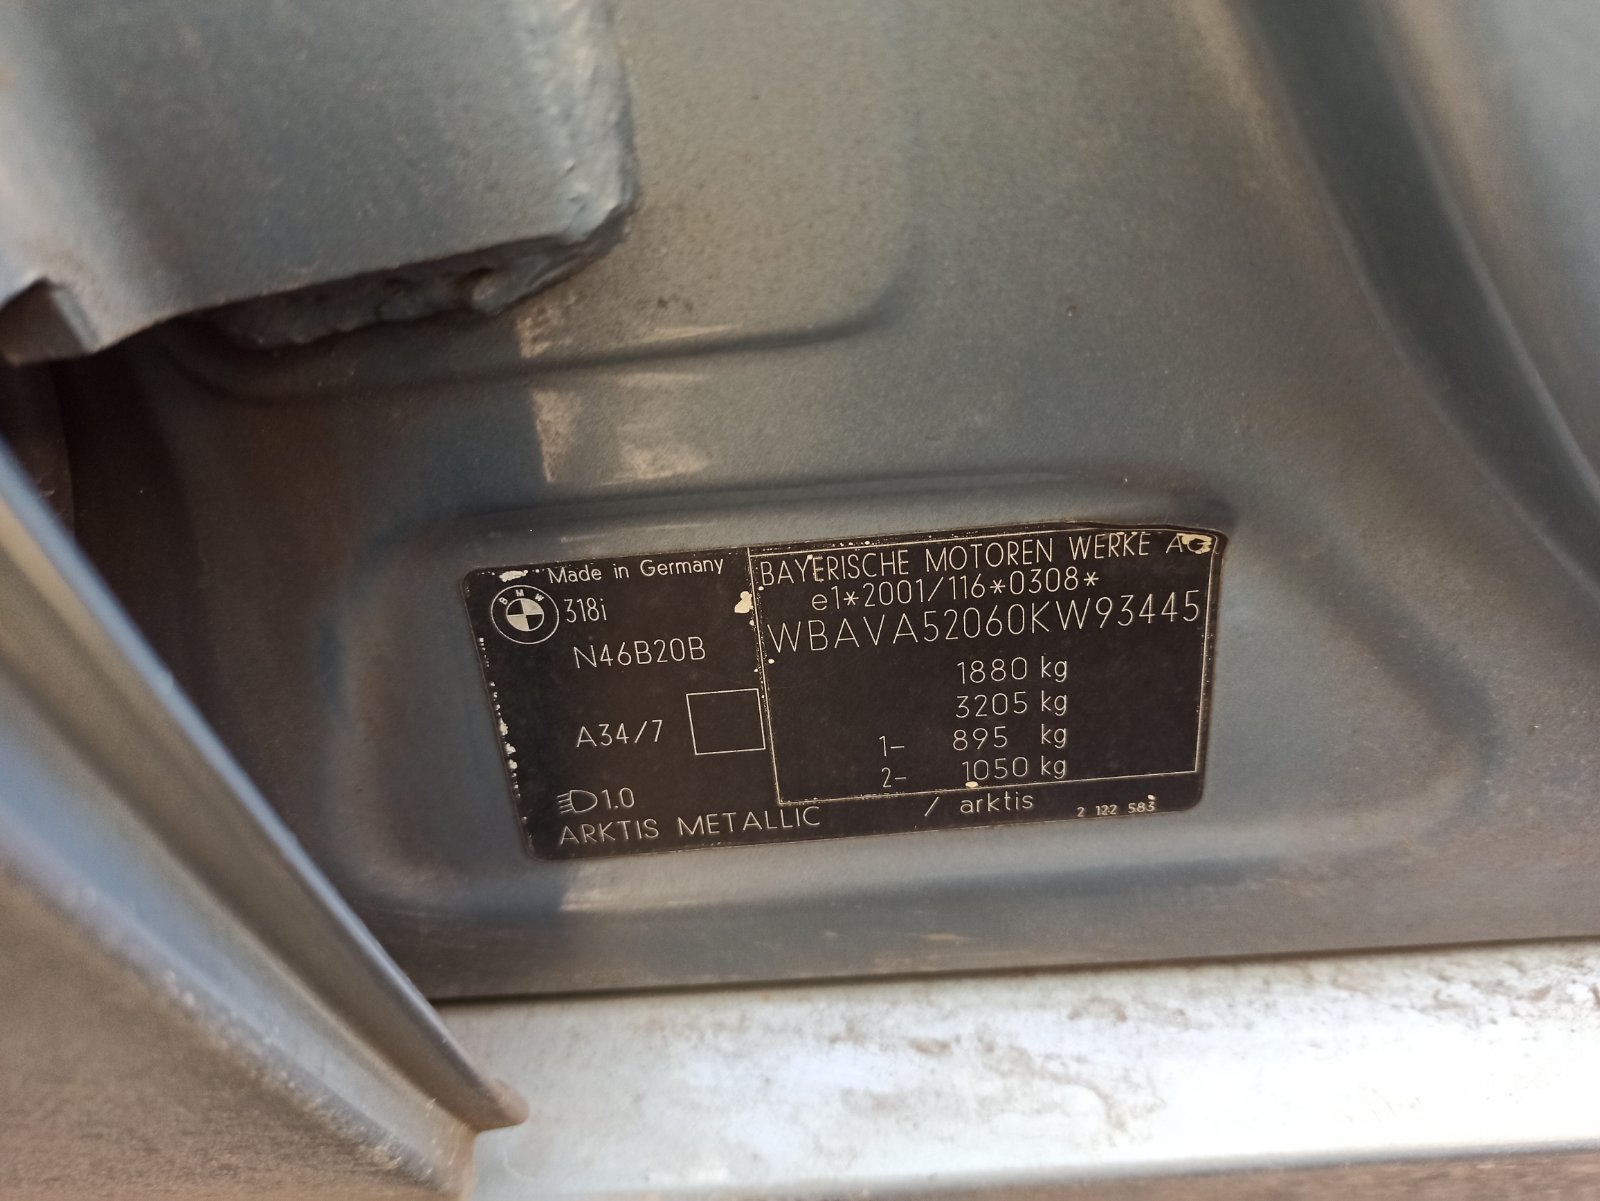 Made in Germany
BMW
318i
N46B20B
A34/7
1.0
ARKTIS METALLIC / arktis 2 122 583
BAYERISCHE MOTOREN WERKE AG
e1*2001/116*0308*
WBAVA52060KW93445
1880 kg
3205 kg
1- 895 kg
2- 1050 kg